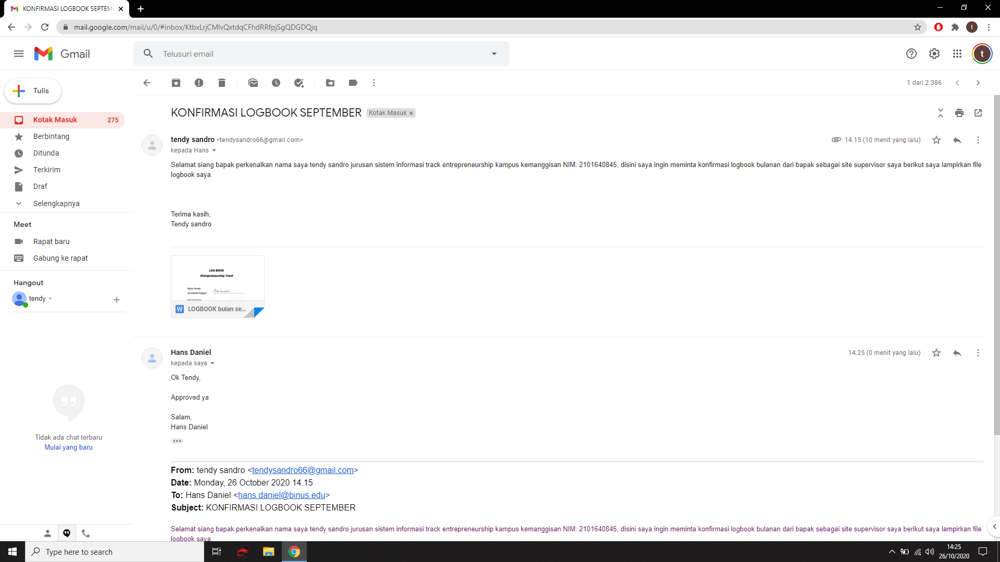 KONFIRMASI LOGBOOK SEPTEM
mail.google.com/mail/u/0/#inbox/KtbxLrjCMlvQxtdqCFhdRRfpjSgQDGDQjq
t
Gmail
Telusuri email
t
Tulis
1 dari 2.386
KONFIRMASI LOGBOOK SEPTEMBER
Kotak Masuk ×
Kotak Masuk 275
Berbintang
Ditunda
Terkirim
Draf
Selengkapnya
Meet
Rapat baru
Gabung ke rapat
Hangout
tendy
Tidak ada chat terbaru
Mulai yang baru
tendy sandro <tendysandro66@gmail.com>
14.15 (10 menit yang lalu)
kepada Hans
Selamat siang bapak perkenalkan nama saya tendy sandro jurusan sistem informasi track entrepreneurship kampus kemanggisan NIM: 2101640845, disini saya ingin meminta konfirmasi logbook bulanan dari bapak sebagai site supervisor saya berikut saya lampirkan file
logbook saya.
Terima kasih,
Tendy sandro
LOG BOOK
Entrepreneurship Track
Nama Tempat
Enrichment Program :
W LOGBOOK bulan se...
Hans Daniel
14.25 (0 menit yang lalu)
kepada saya
Ok Tendy,
Approved ya
Salam,
Hans Daniel
From: tendy sandro <tendysandro66@gmail.com>
Date: Monday, 26 October 2020 14.15
To: Hans Daniel <hans.daniel@binus.edu>
Subject: KONFIRMASI LOGBOOK SEPTEMBER
Selamat siang bapak perkenalkan nama saya tendy sandro jurusan sistem informasi track entrepreneurship kampus kemanggisan NIM: 2101640845, disini saya ingin meminta konfirmasi logbook bulanan dari bapak sebagai site supervisor saya berikut saya lampirkan file
logbook saya.
Type here to search
14:25
26/10/2020